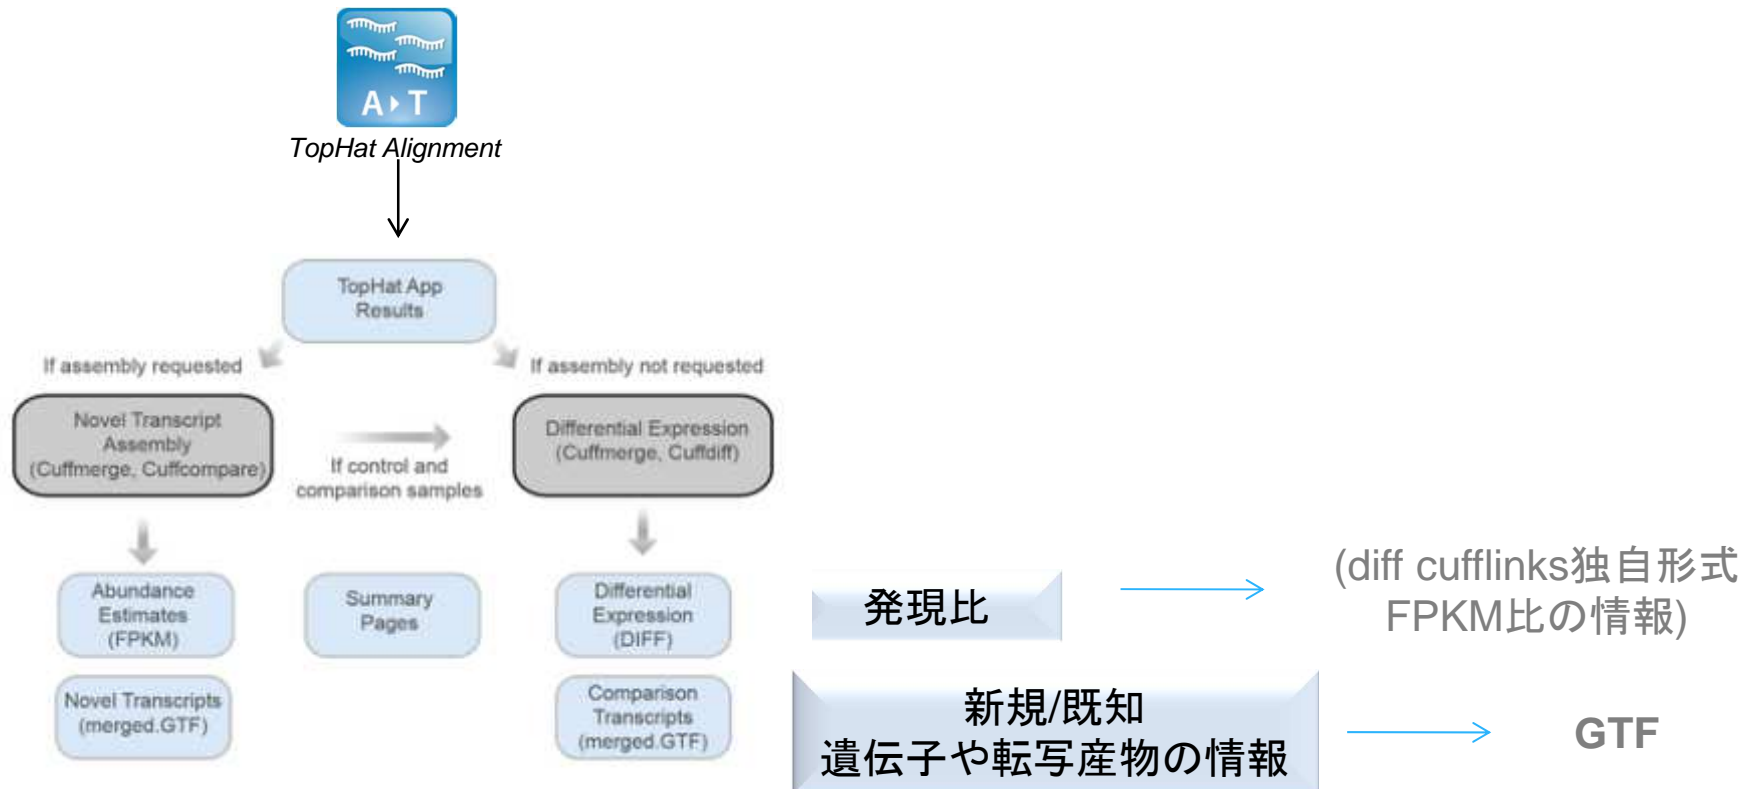 A▸T
TopHat Alignment
TopHat App
Results
If assembly requested
If assembly not requested
Novel Transcript
Assembly
(Cuffmerge, Cuffcompare)
If control and
comparison samples
Differential Expression
(Cuffmerge, Cuffdiff)
Abundance
Estimates
(FPKM)
Summary
Pages
Differential
Expression
(DIFF)
Novel Transcripts
(merged.GTF)
Comparison
Transcripts
(merged.GTF)
発現比
(diff cufflinks独自形式
FPKM比の情報)
新規/既知
遺伝子や転写産物の情報
GTF